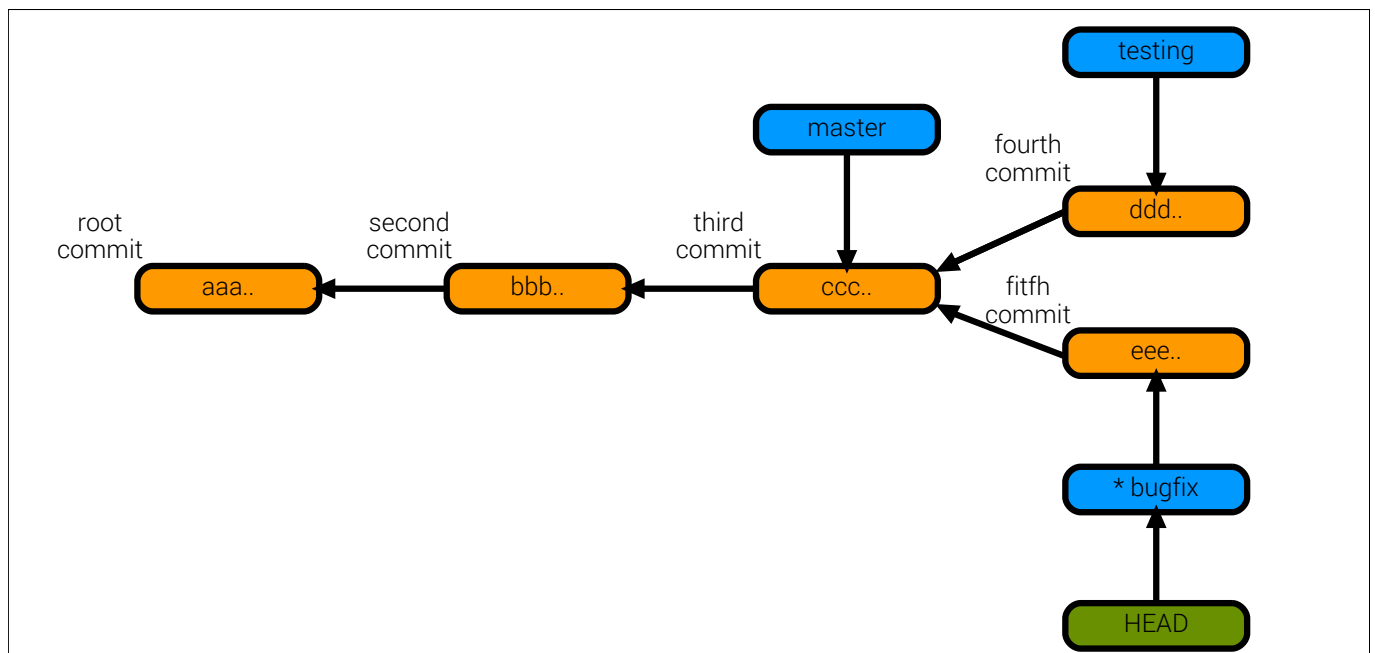 testing
master
fourth
commit
ddd..
root
commit
second
commit
third
commit
aaa..
bbb..
ccc..
fitfh
commit
eee..
* bugfix
HEAD